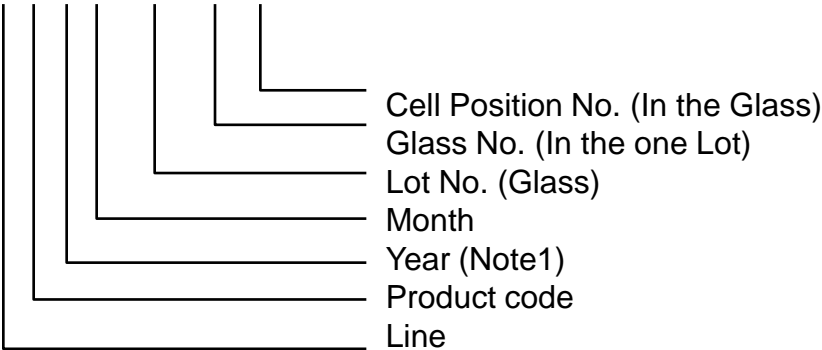 Cell Position No. (In the Glass)
Glass No. (In the one Lot)
Lot No. (Glass)
Month
Year (Note1)
Product code
Line